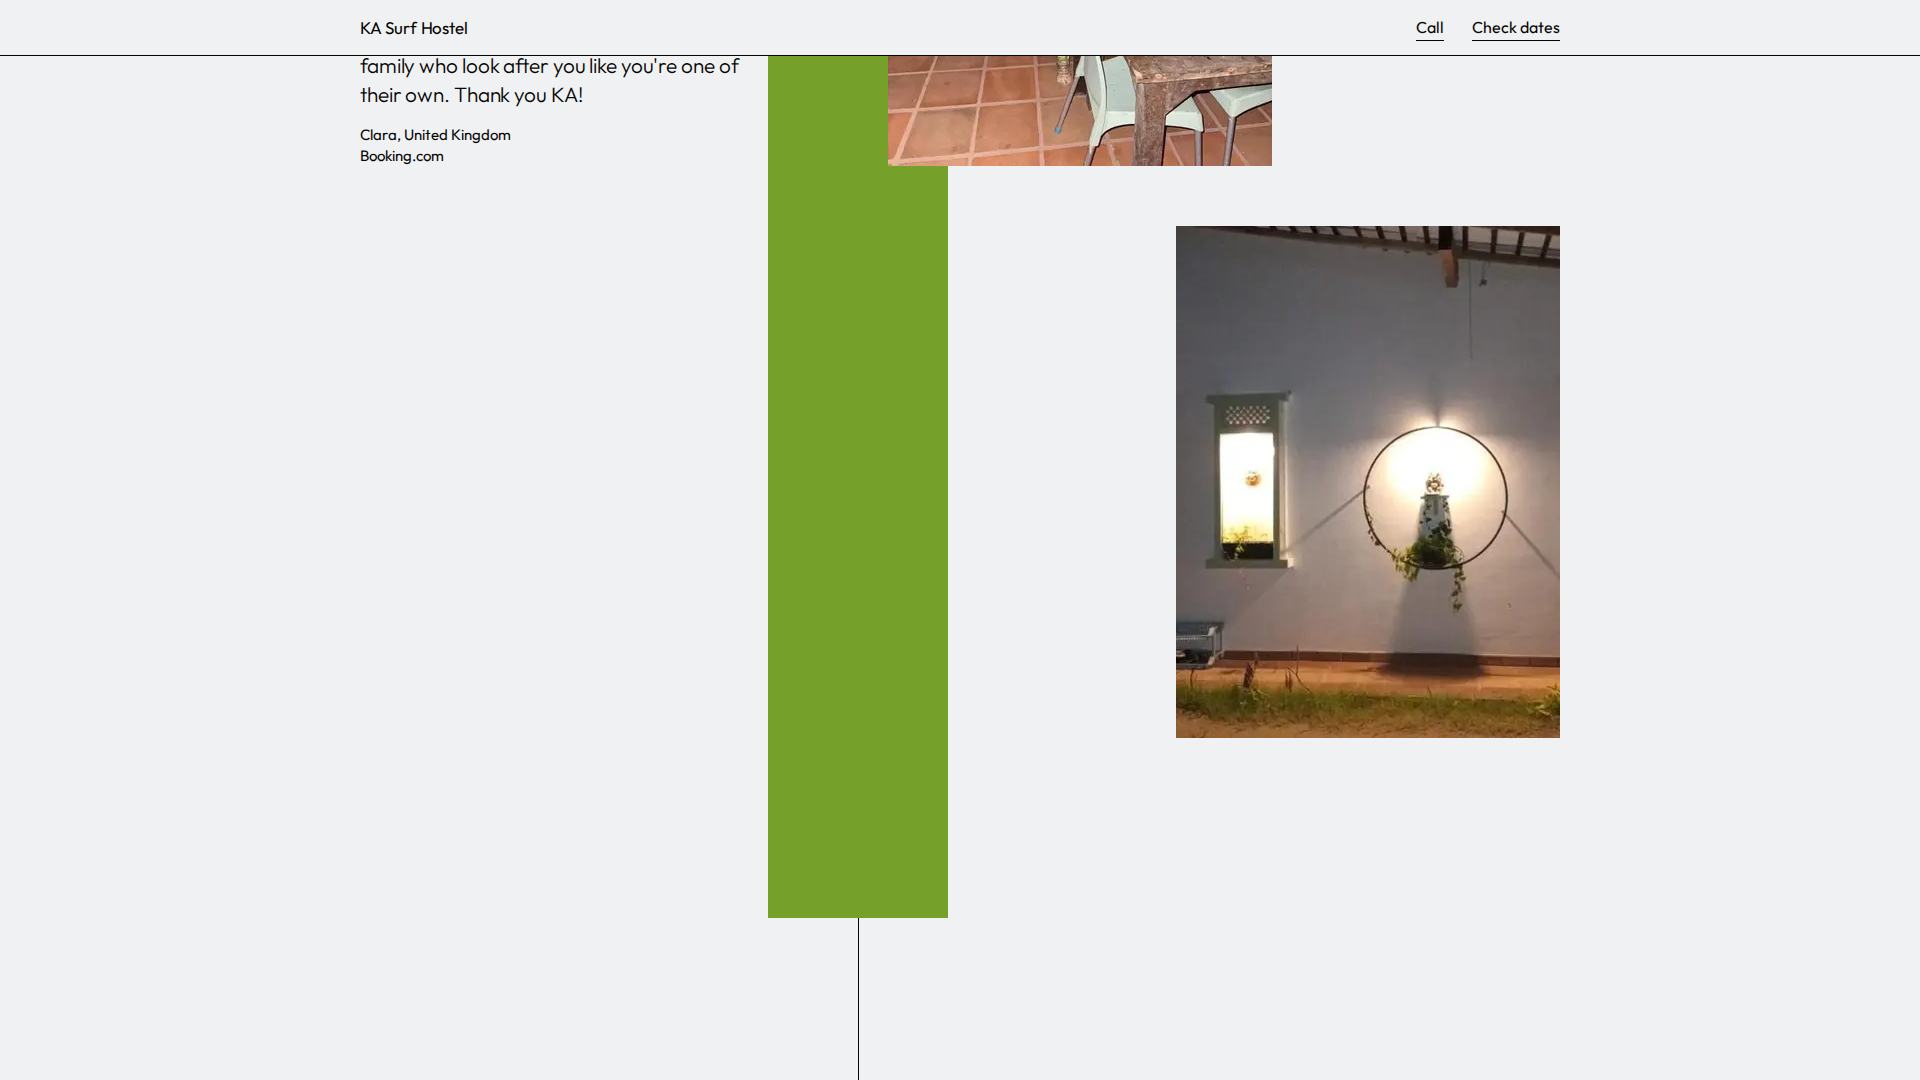 KA Surf Hostel
Call
Check dates
family who look after you like you're one of
their own. Thank you KA!
Clara, United Kingdom
Booking.com